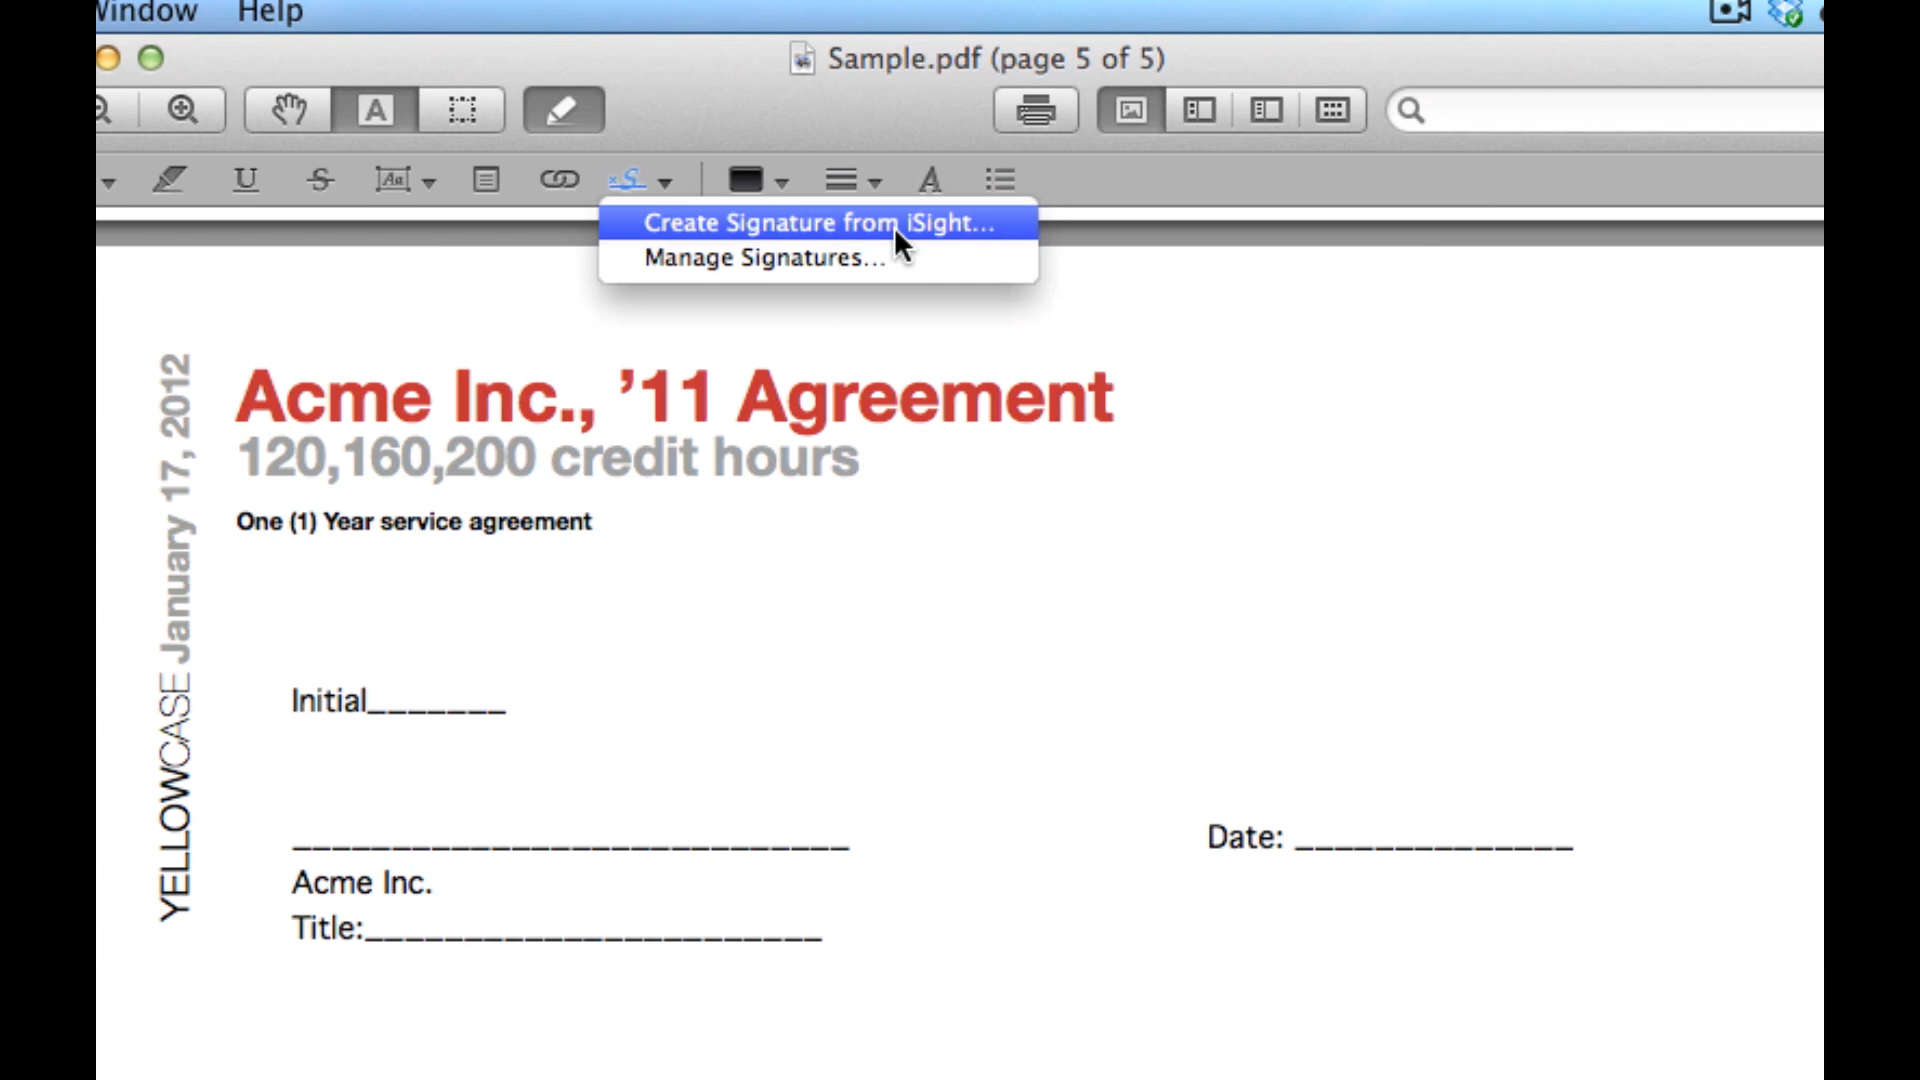 Window Help
Sample.pdf (page 5 of 5)
Create Signature from iSight...
Manage Signatures...
YELLOWCASE January 17, 2012
Acme Inc., ’11 Agreement
120,160,200 credit hours
One (1) Year service agreement
Initial_______
____________________________ Date: ______________
Acme Inc.
Title:_______________________